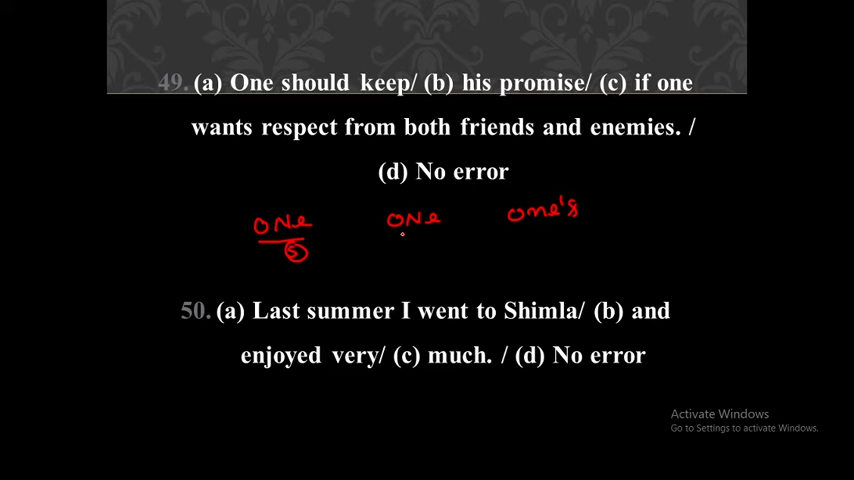 49. (a) One should keep/ (b) his promise/ (c) if one
wants respect from both friends and enemies. /
(d) No error
ONe ONe one's
S
50. (a) Last summer I went to Shimla/ (b) and
enjoyed very/ (c) much. / (d) No error
Activate Windows
Go to Settings to activate Windows.